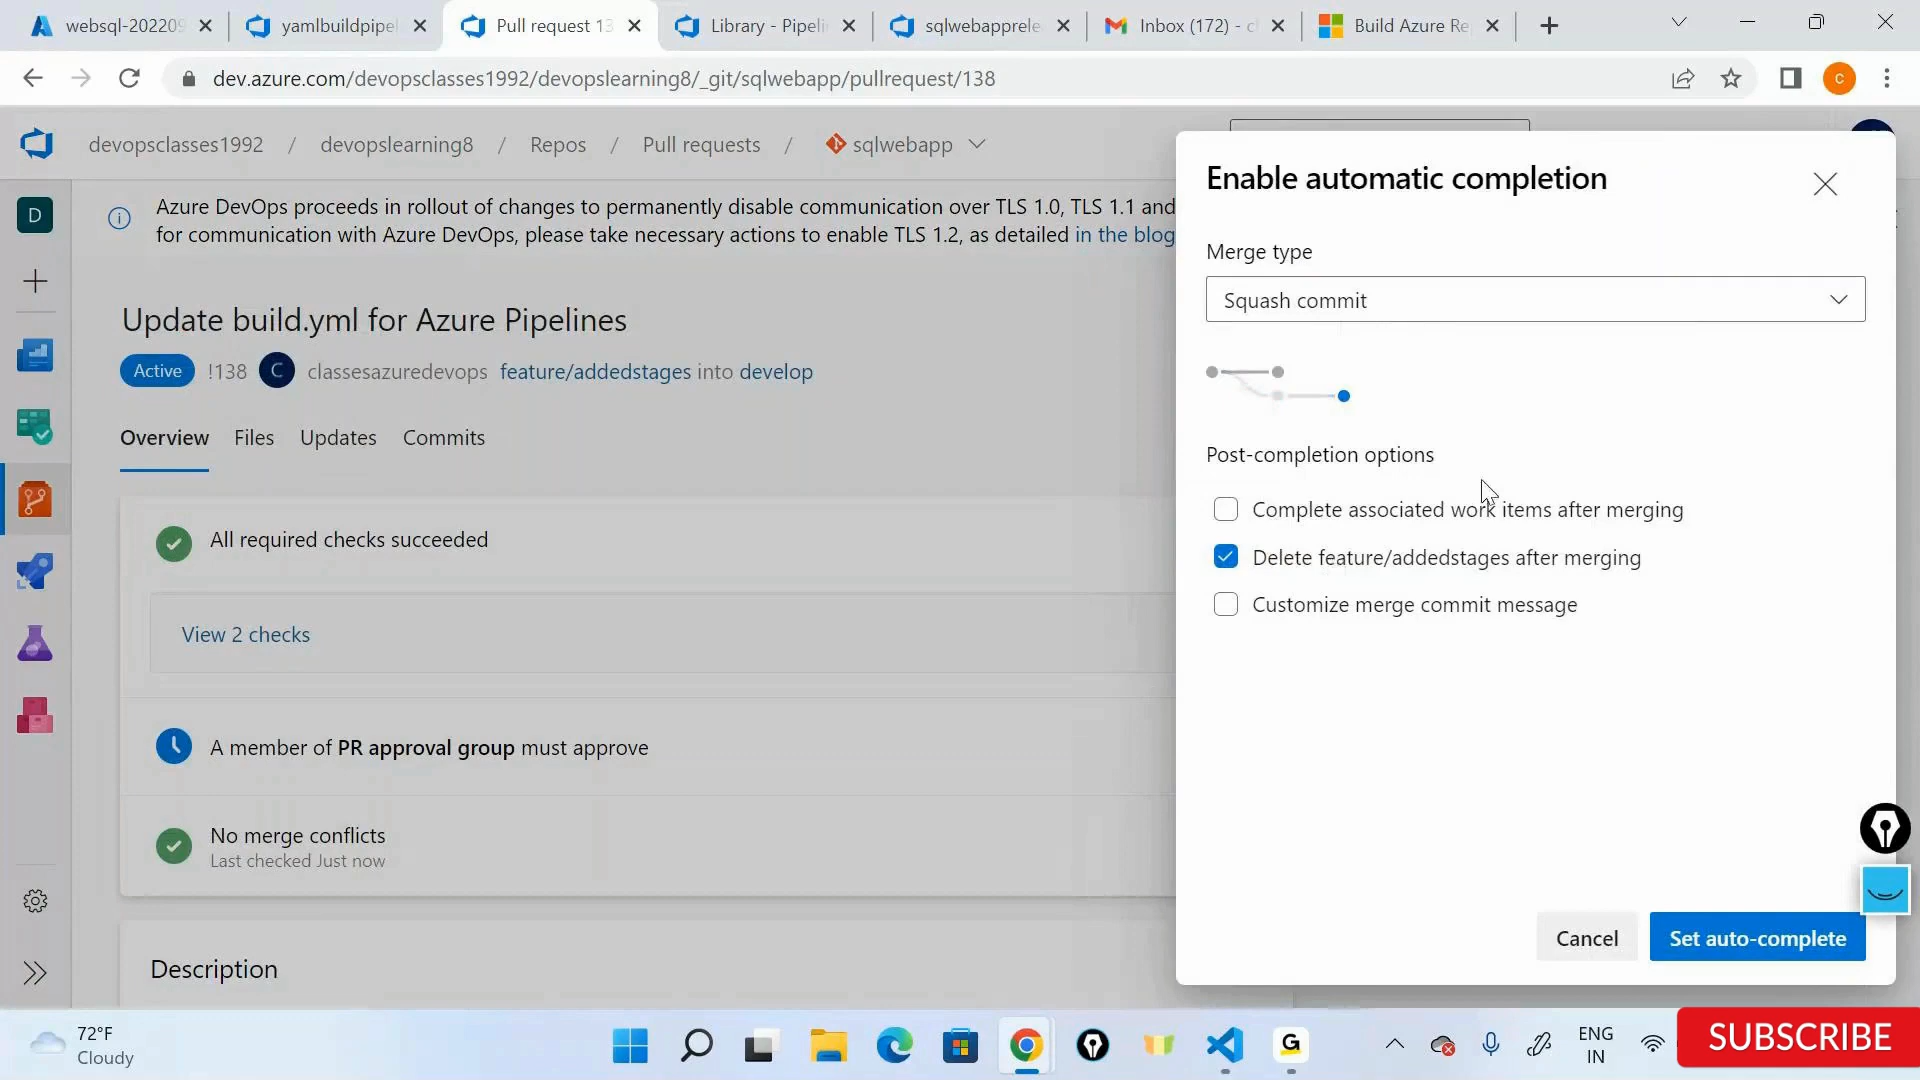 websql-202209
yamlbuildpipel
Pull request 13
Library - Pipeli
sqlwebapprele
Inbox (172) - c
Build Azure Re
dev.azure.com/devopsclasses1992/devopslearning8/_git/sqlwebapp/pullrequest/138
C
devopsclasses1992 / devopslearning8 / Repos / Pull requests / sqlwebapp
D
Azure DevOps proceeds in rollout of changes to permanently disable communication over TLS 1.0, TLS 1.1 and
for communication with Azure DevOps, please take necessary actions to enable TLS 1.2, as detailed in the blog
Update build.yml for Azure Pipelines
Active !138 C classesazuredevops feature/addedstages into develop
Overview Files Updates Commits
All required checks succeeded
View 2 checks
A member of PR approval group must approve
No merge conflicts
Last checked Just now
Description
Enable automatic completion
Merge type
Squash commit
Post-completion options
Complete associated work items after merging
Delete feature/addedstages after merging
Customize merge commit message
Cancel
Set auto-complete
72°F
Cloudy
G
ENG
IN
SUBSCRIBE